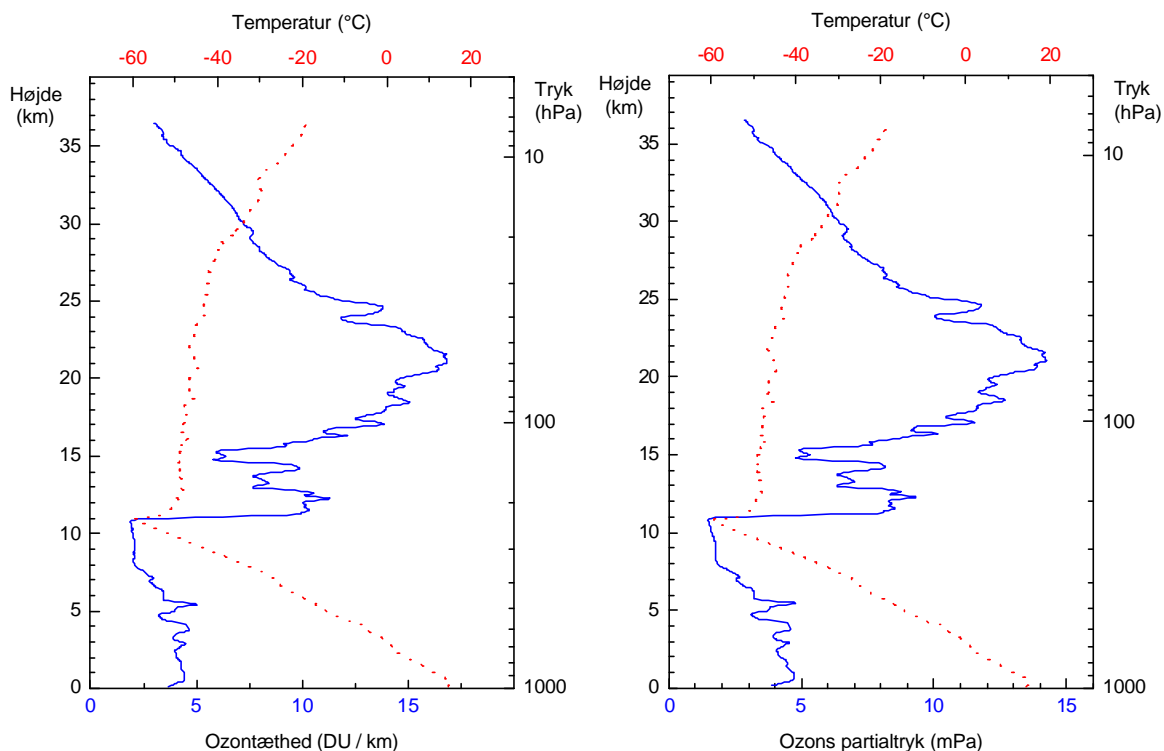 Temperatur (°C)
-60 -40 -20 0 20
Højde
(km)
Tryk
(hPa)
35
30
25
20
15
10
5
0
10
100
1000
0 5 10 15
Ozontæthed (DU / km)
Temperatur (°C)
-60 -40 -20 0 20
Højde
(km)
Tryk
(hPa)
35
30
25
20
15
10
5
0
10
100
1000
0 5 10 15
Ozons partialtryk (mPa)